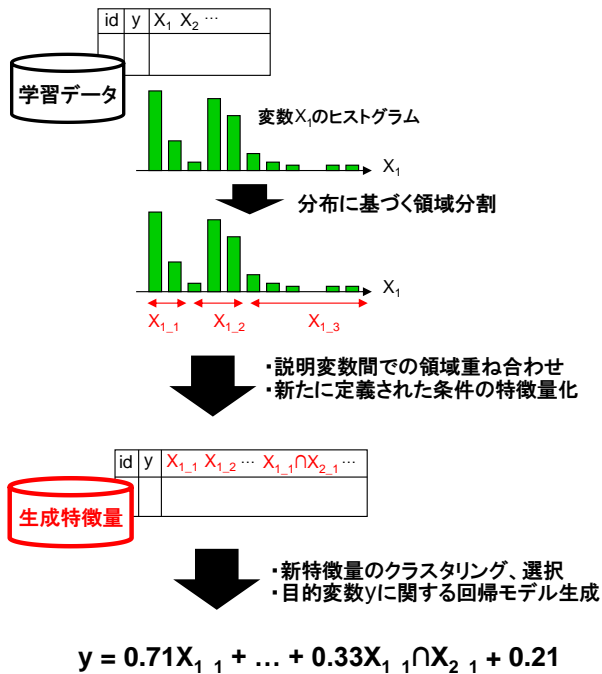 id y X₁ X₂ …
学習データ
変数X₁のヒストグラム
X₁
分布に基づく領域分割
X₁
X₁_₁ X₁_₂ X₁_₃
・説明変数間での領域重ね合わせ
・新たに定義された条件の特徴量化
id y X₁_₁ X₁_₂ … X₁_₁∩X₂_₁ …
生成特徴量
・新特徴量のクラスタリング、選択
・目的変数yに関する回帰モデル生成
y = 0.71X₁_₁ + … + 0.33X₁_₁∩X₂_₁ + 0.21